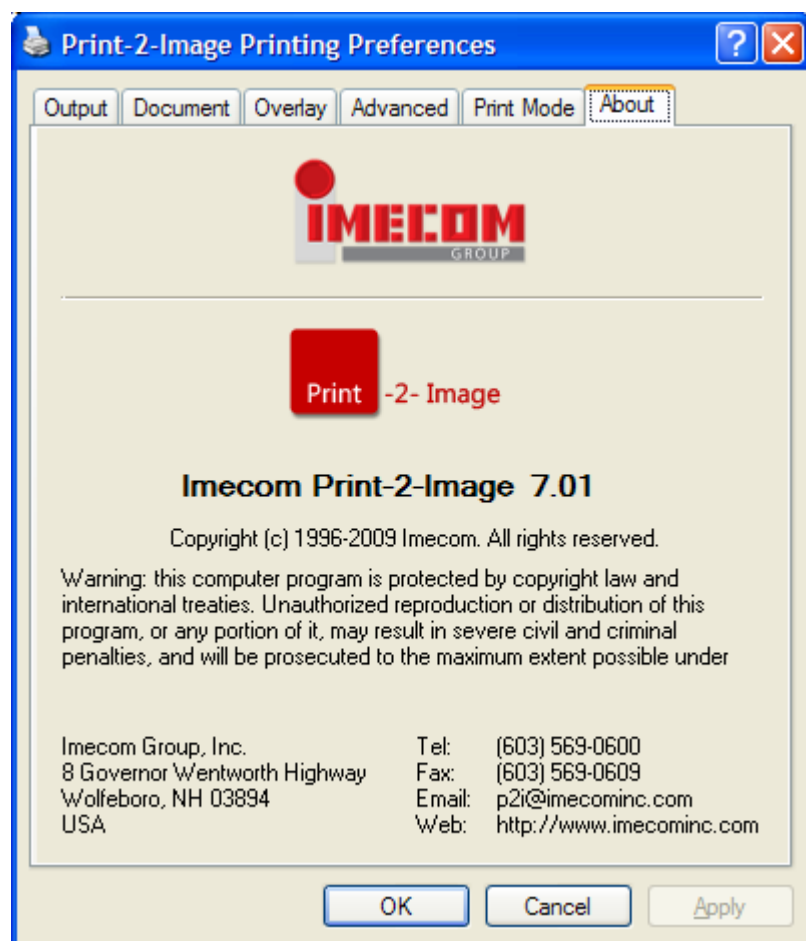 Print-2-Image Printing Preferences
Output Document Overlay Advanced Print Mode About
IMECOM
GROUP
Print -2- Image
Imecom Print-2-Image 7.01
Copyright (c) 1996-2009 Imecom. All rights reserved.
Warning: this computer program is protected by copyright law and
international treaties. Unauthorized reproduction or distribution of this
program, or any portion of it, may result in severe civil and criminal
penalties, and will be prosecuted to the maximum extent possible under
Imecom Group, Inc. Tel: (603) 569-0600
8 Governor Wentworth Highway Fax: (603) 569-0609
Wolfeboro, NH 03894 Email: p2i@imecominc.com
USA Web: http://www.imecominc.com
OK Cancel Apply